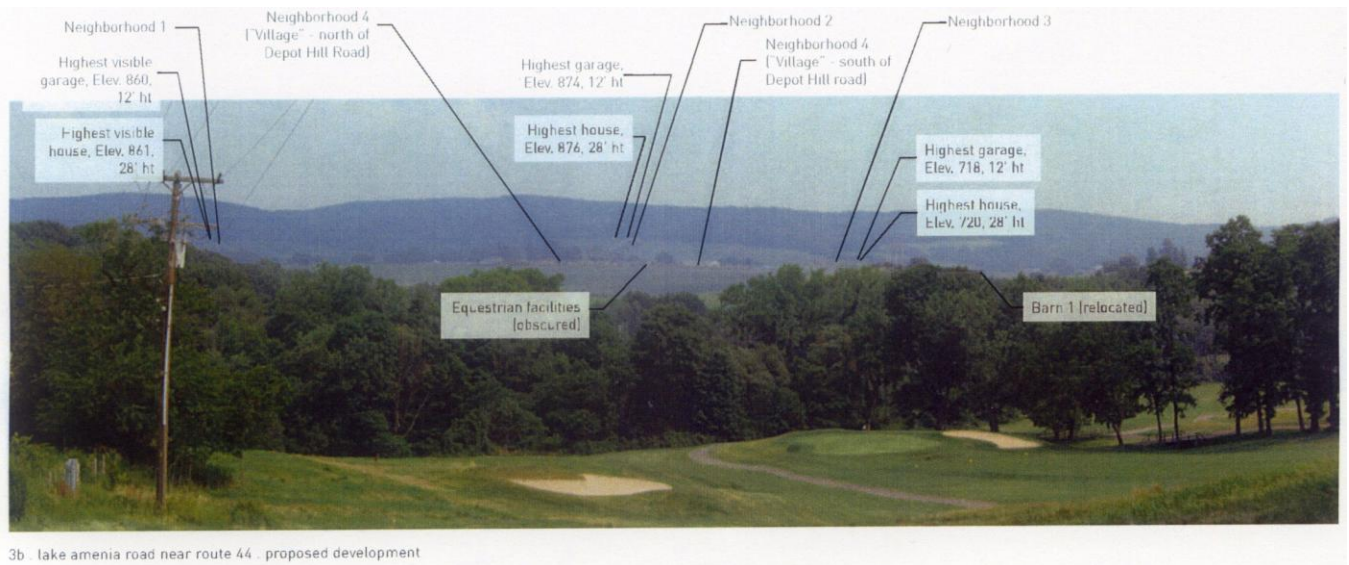 Neighborhood 1
Highest visible
garage, Elev. 860,
12' ht
Highest visible
house, Elev. 861,
28' ht
Neighborhood 4
("Village" - north of
Depot Hill Road)
Highest garage,
Elev. 874, 12' ht
Highest house,
Elev. 876, 28' ht
Neighborhood 2
Neighborhood 4
("Village" - south of
Depot Hill road)
Neighborhood 3
Highest garage,
Elev. 718, 12' ht
Highest house,
Elev. 720, 28' ht
Equestrian facilities
(obscured)
Barn 1 (relocated)
3b . lake amenia road near route 44 . proposed development